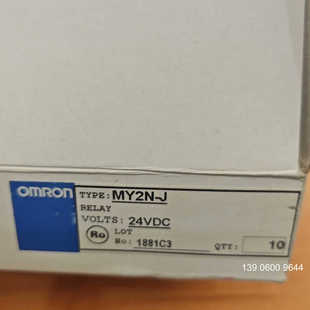 OMRON
TYPE: MY2N-J
RELAY
VOLTS: 24VDC
Ro LOT
No: 1881C3 QTY: 10
139 0600 9644